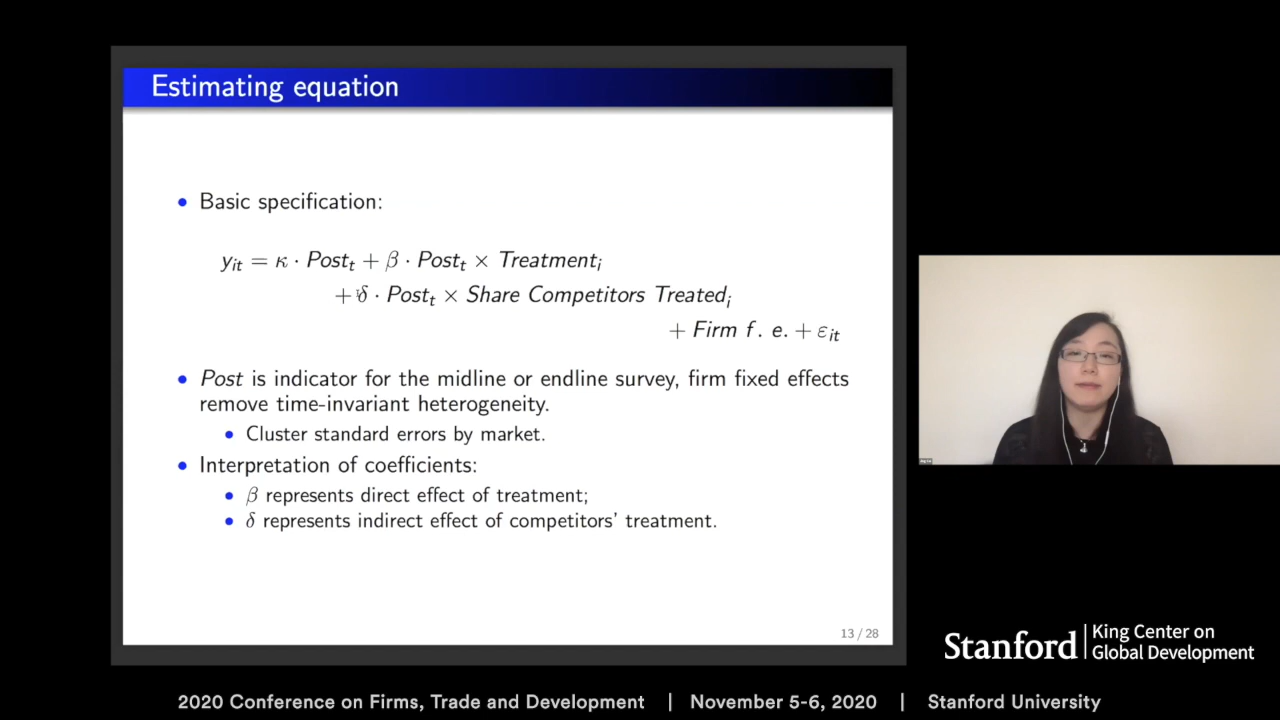 Estimating equation
• Basic specification:
y_it = κ · Post_t + β · Post_t × Treatment_i
+ δ · Post_t × Share Competitors Treated_i
+ Firm f. e. + ε_it
• Post is indicator for the midline or endline survey, firm fixed effects
remove time-invariant heterogeneity.
• Cluster standard errors by market.
• Interpretation of coefficients:
• β represents direct effect of treatment;
• δ represents indirect effect of competitors' treatment.
13 / 28
Stanford | King Center on
Global Development
2020 Conference on Firms, Trade and Development | November 5-6, 2020 | Stanford University